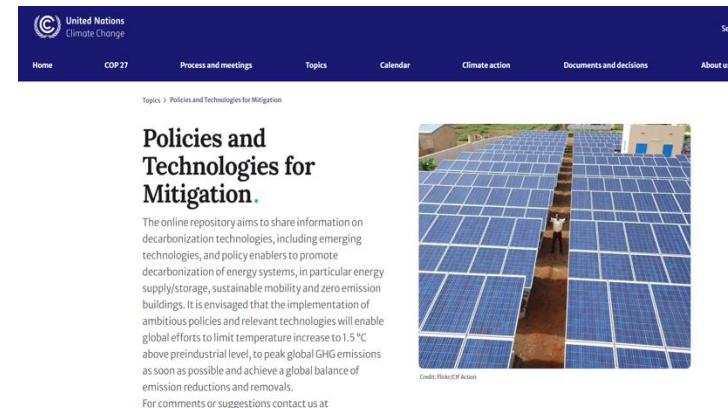 United Nations
Climate Change
Home COP 27 Process and meetings Topics Calendar Climate action Documents and decisions About us
Topics > Policies and Technologies for Mitigation
Policies and
Technologies for
Mitigation.
The online repository aims to share information on
decarbonization technologies, including emerging
technologies, and policy enablers to promote
decarbonization of energy systems, in particular energy
supply/storage, sustainable mobility and zero emission
buildings. It is envisaged that the implementation of
ambitious policies and relevant technologies will enable
global efforts to limit temperature increase to 1.5 °C
above preindustrial level, to peak global GHG emissions
as soon as possible and achieve a global balance of
emission reductions and removals.
For comments or suggestions contact us at
Credit: Flickr/CIF Action